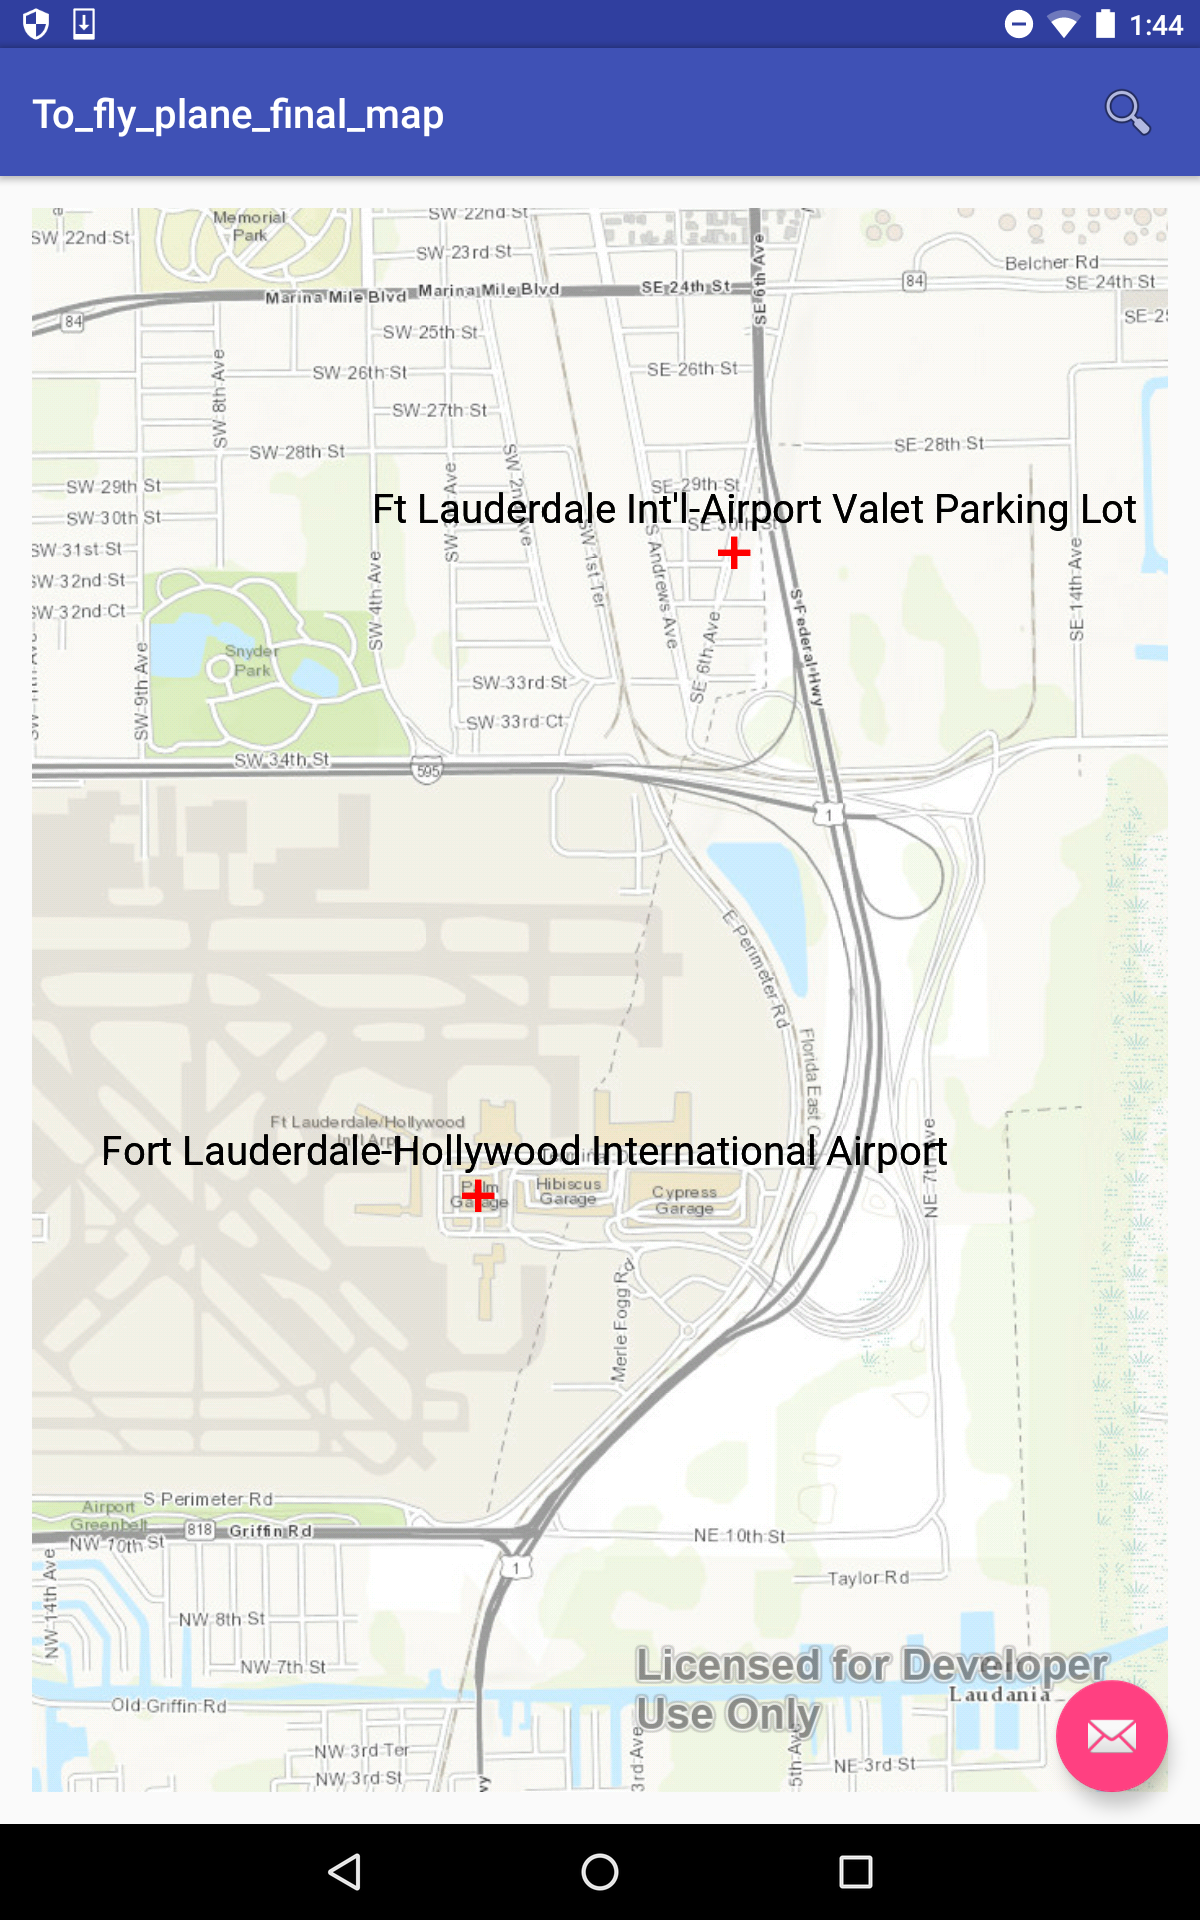 1:44
To_fly_plane_final_map
SW 22nd St
Memorial
Park
SW 22nd St
SW 23rd St
Belcher Rd
84
SE 24th St
Marina Mile Blvd
Marina Mile Blvd
SE 24th St
SE 6th Ave
84
SW 25th St
SW 26th St
SE 26th St
SW 8th Ave
SW 27th St
SE 28th St
SW 28th St
SW 29th St
SE 29th St
Ft Lauderdale Int'l-Airport Valet Parking Lot
SW 30th St
SE 30th St
SW 31st St
SW 32nd St
SW 32nd Ct
SW 4th Ave
SW 1st Ter
S Andrews Ave
SE 6th Ave
S Federal Hwy
SE 14th Ave
Snyder
Park
SW 9th Ave
SW 33rd St
SW 33rd Ct
SW 34th St
595
1
E Perimeter Rd
Florida East
Ft Lauderdale/Hollywood
Fort Lauderdale-Hollywood International Airport
NE 7th Ave
Palm
Garage
Hibiscus
Garage
Cypress
Garage
Merle Fogg
S Perimeter Rd
Airport
Greenbelt
818
Griffin Rd
NW 10th St
NE 10th St
1
Taylor Rd
NW 14th Ave
NW 8th St
NW 7th St
Licensed for Developer
Use Only
Laudania
Old Griffin Rd
NW 3rd Ter
NW 3rd St
3rd Ave
5th Ave
NE 3rd St